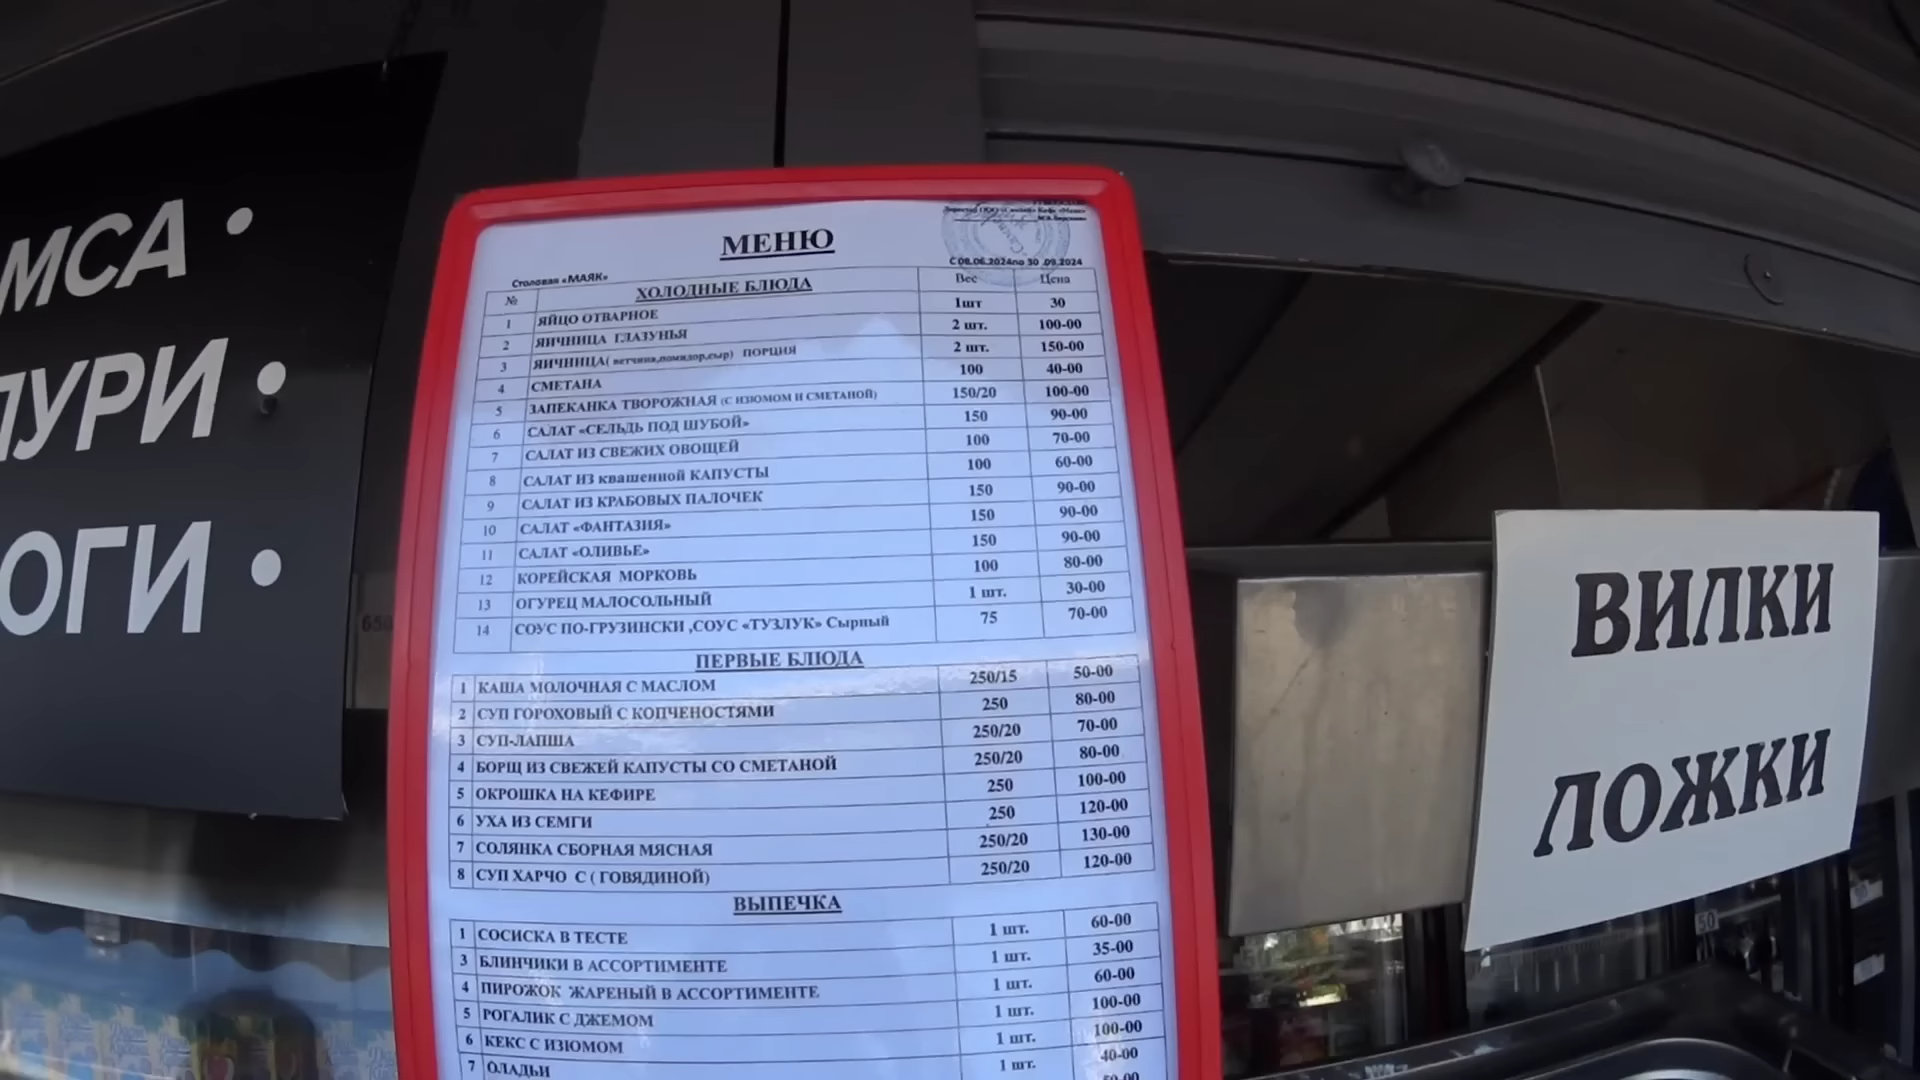 МСА •
ПУРИ •
ОГИ •
МЕНЮ
С 08.06.2024по 30 .09.2024
Столовая «МАЯК»
№ ХОЛОДНЫЕ БЛЮДА Вес Цена
1 ЯЙЦО ОТВАРНОЕ 1шт 30
2 ЯИЧНИЦА ГЛАЗУНЬЯ 2 шт. 100-00
3 ЯИЧНИЦА( ветчина,помидор,сыр) ПОРЦИЯ 2 шт. 150-00
4 СМЕТАНА 100 40-00
5 ЗАПЕКАНКА ТВОРОЖНАЯ (С ИЗЮМОМ И СМЕТАНОЙ) 150/20 100-00
6 САЛАТ «СЕЛЬДЬ ПОД ШУБОЙ» 150 90-00
7 САЛАТ ИЗ СВЕЖИХ ОВОЩЕЙ 100 70-00
8 САЛАТ ИЗ квашенной КАПУСТЫ 100 60-00
9 САЛАТ ИЗ КРАБОВЫХ ПАЛОЧЕК 150 90-00
10 САЛАТ «ФАНТАЗИЯ» 150 90-00
11 САЛАТ «ОЛИВЬЕ» 150 90-00
12 КОРЕЙСКАЯ МОРКОВЬ 100 80-00
13 ОГУРЕЦ МАЛОСОЛЬНЫЙ 1 шт. 30-00
14 СОУС ПО-ГРУЗИНСКИ ,СОУС «ТУЗЛУК» Сырный 75 70-00
ПЕРВЫЕ БЛЮДА
1 КАША МОЛОЧНАЯ С МАСЛОМ 250/15 50-00
2 СУП ГОРОХОВЫЙ С КОПЧЕНОСТЯМИ 250 80-00
3 СУП-ЛАПША 250/20 70-00
4 БОРЩ ИЗ СВЕЖЕЙ КАПУСТЫ СО СМЕТАНОЙ 250/20 80-00
5 ОКРОШКА НА КЕФИРЕ 250 100-00
6 УХА ИЗ СЕМГИ 250 120-00
7 СОЛЯНКА СБОРНАЯ МЯСНАЯ 250/20 130-00
8 СУП ХАРЧО С ( ГОВЯДИНОЙ) 250/20 120-00
ВЫПЕЧКА
1 СОСИСКА В ТЕСТЕ 1 шт. 60-00
3 БЛИНЧИКИ В АССОРТИМЕНТЕ 1 шт. 35-00
4 ПИРОЖОК ЖАРЕНЫЙ В АССОРТИМЕНТЕ 1 шт. 60-00
5 РОГАЛИК С ДЖЕМОМ 1 шт. 100-00
6 КЕКС С ИЗЮМОМ 1 шт. 100-00
7 ОЛАДЬИ 1 шт. 40-00
ВИЛКИ
ЛОЖКИ
50